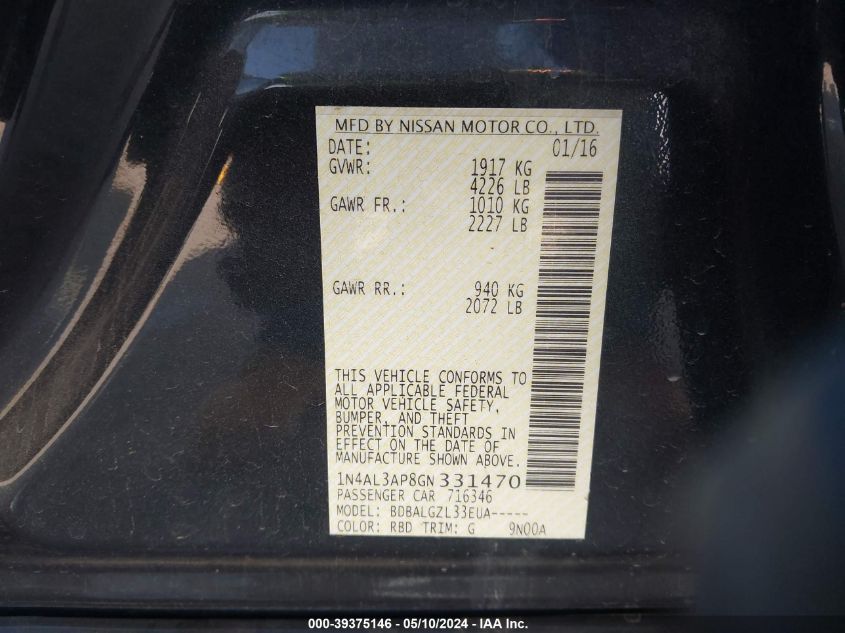 MFD BY NISSAN MOTOR CO., LTD.
DATE: 01/16
GVWR: 1917 KG
4226 LB
GAWR FR.: 1010 KG
2227 LB
GAWR RR.: 940 KG
2072 LB
THIS VEHICLE CONFORMS TO
ALL APPLICABLE FEDERAL
MOTOR VEHICLE SAFETY,
BUMPER, AND THEFT
PREVENTION STANDARDS IN
EFFECT ON THE DATE OF
MANUFACTURE SHOWN ABOVE.
1N4AL3AP8GN331470
PASSENGER CAR 716346
MODEL: BDBALGZL33EUA-----
COLOR: RBD TRIM: G 9N00A
000-39375146 - 05/10/2024 - IAA Inc.